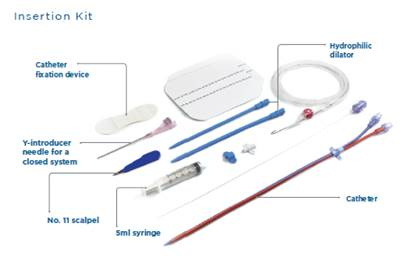 Insertion Kit
Hydrophilic
dilator
Catheter
fixation device
Y-introducer
needle for a
closed system
Catheter
No. 11 scalpel
5ml syringe